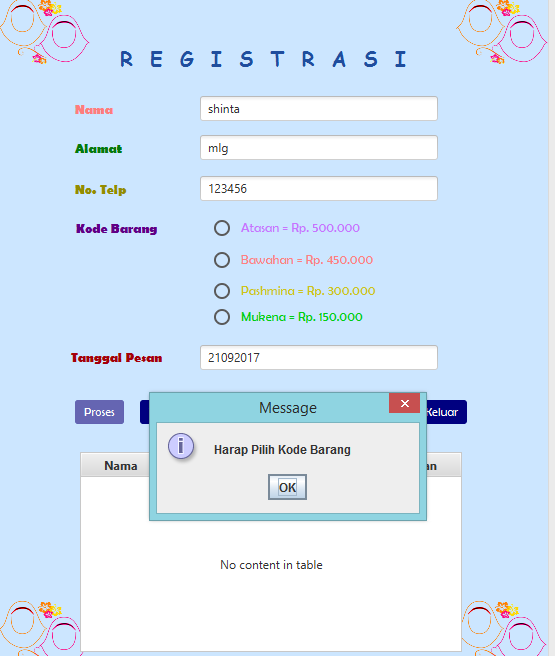 R E G I S T R A S I
Nama
shinta
Alamat
mlg
No. Telp
123456
Kode Barang
Atasan = Rp. 500.000
Bawahan = Rp. 450.000
Pashmina = Rp. 300.000
Mukena = Rp. 150.000
Tanggal Pesan
21092017
Proses
Keluar
Message
Harap Pilih Kode Barang
OK
Nama
No content in table